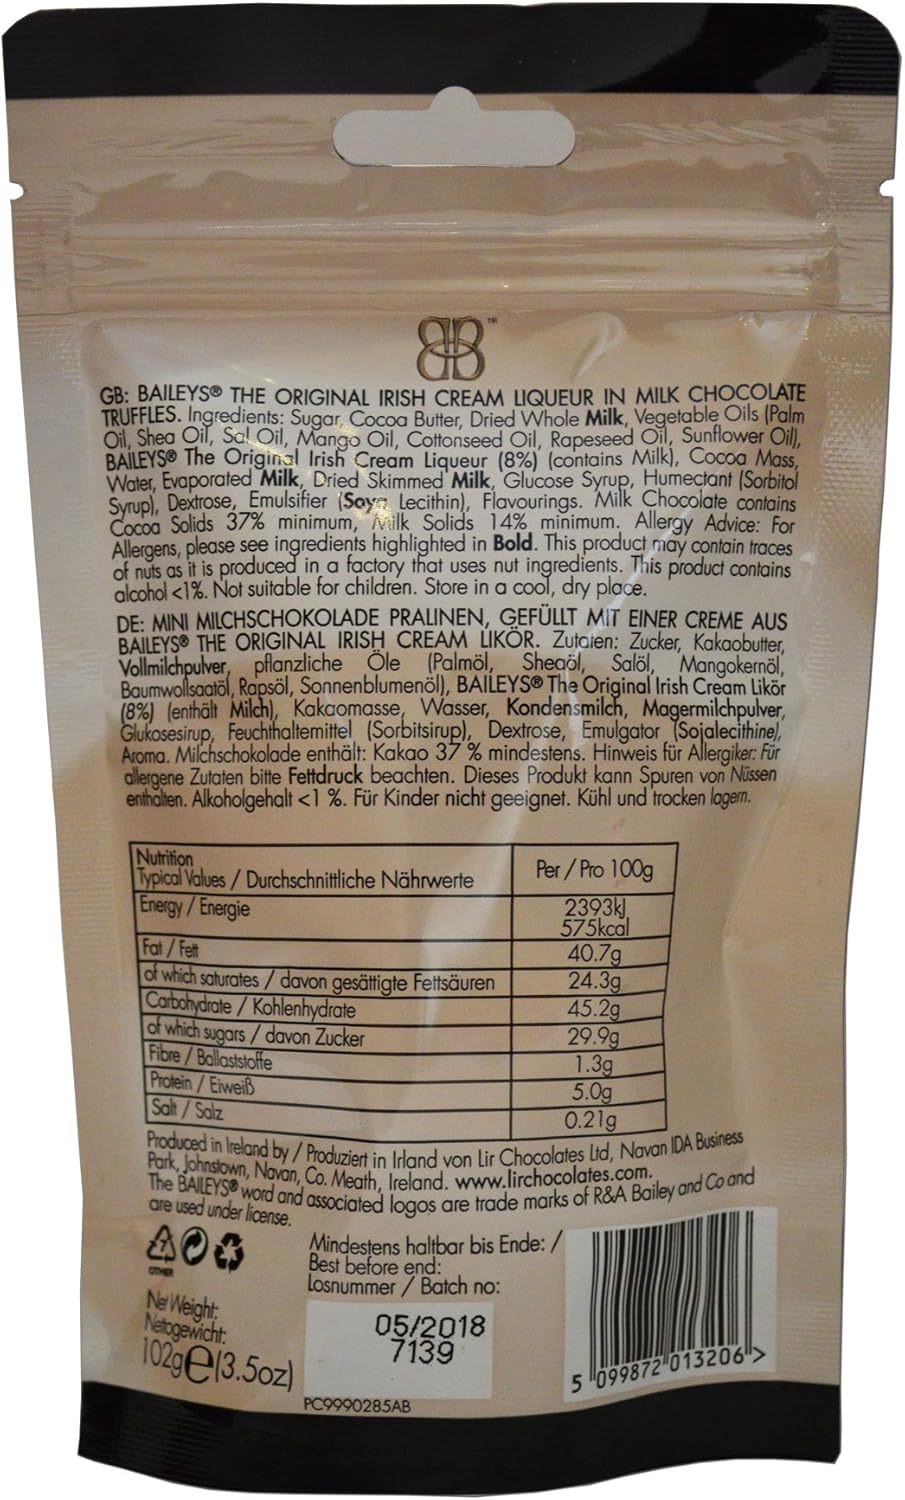 BB™
GB: BAILEYS® THE ORIGINAL IRISH CREAM LIQUEUR IN MILK CHOCOLATE
TRUFFLES. Ingredients: Sugar, Cocoa Butter, Dried Whole Milk, Vegetable Oils (Palm
Oil, Shea Oil, Sal Oil, Mango Oil, Cottonseed Oil, Rapeseed Oil, Sunflower Oil),
BAILEYS® The Original Irish Cream Liqueur (8%) (contains Milk), Cocoa Mass,
Water, Evaporated Milk, Dried Skimmed Milk, Glucose Syrup, Humectant (Sorbitol
Syrup), Dextrose, Emulsifier (Soya Lecithin), Flavourings. Milk Chocolate contains
Cocoa Solids 37% minimum, Milk Solids 14% minimum. Allergy Advice: For
Allergens, please see ingredients highlighted in Bold. This product may contain traces
of nuts as it is produced in a factory that uses nut ingredients. This product contains
alcohol <1%. Not suitable for children. Store in a cool, dry place.
DE: MINI MILCHSCHOKOLADE PRALINEN, GEFÜLLT MIT EINER CREME AUS
BAILEYS® THE ORIGINAL IRISH CREAM LIKÖR. Zutaten: Zucker, Kakaobutter,
Vollmilchpulver, pflanzliche Öle (Palmöl, Sheaöl, Salöl, Mangokernöl,
Baumwollsaatöl, Rapsöl, Sonnenblumenöl), BAILEYS® The Original Irish Cream Likör
(8%) (enthält Milch), Kakaomasse, Wasser, Kondensmilch, Magermilchpulver,
Glukosesirup, Feuchthaltemittel (Sorbitsirup), Dextrose, Emulgator (Sojalecithine),
Aroma. Milchschokolade enthält: Kakao 37 % mindestens. Hinweis für Allergiker: Für
allergene Zutaten bitte Fettdruck beachten. Dieses Produkt kann Spuren von Nüssen
enthalten. Alkoholgehalt <1 %. Für Kinder nicht geeignet. Kühl und trocken lagern.
Nutrition
Typical Values / Durchschnittliche Nährwerte Per / Pro 100g
Energy / Energie 2393kJ
575kcal
Fat / Fett 40.7g
of which saturates / davon gesättigte Fettsäuren 24.3g
Carbohydrate / Kohlenhydrate 45.2g
of which sugars / davon Zucker 29.9g
Fibre / Ballaststoffe 1.3g
Protein / Eiweiß 5.0g
Salt / Salz 0.21g
Produced in Ireland by / Produziert in Irland von Lir Chocolates Ltd, Navan IDA Business
Park, Johnstown, Navan, Co. Meath, Ireland. www.lirchocolates.com.
The BAILEYS® word and associated logos are trade marks of R&A Bailey and Co and
are used under license.
7
OTHER
Mindestens haltbar bis Ende: /
Best before end:
Losnummer / Batch no:
05/2018
7139
Net Weight:
Netogewicht:
102g℮(3.5oz)
PC9990285AB
5 099872 013206 >